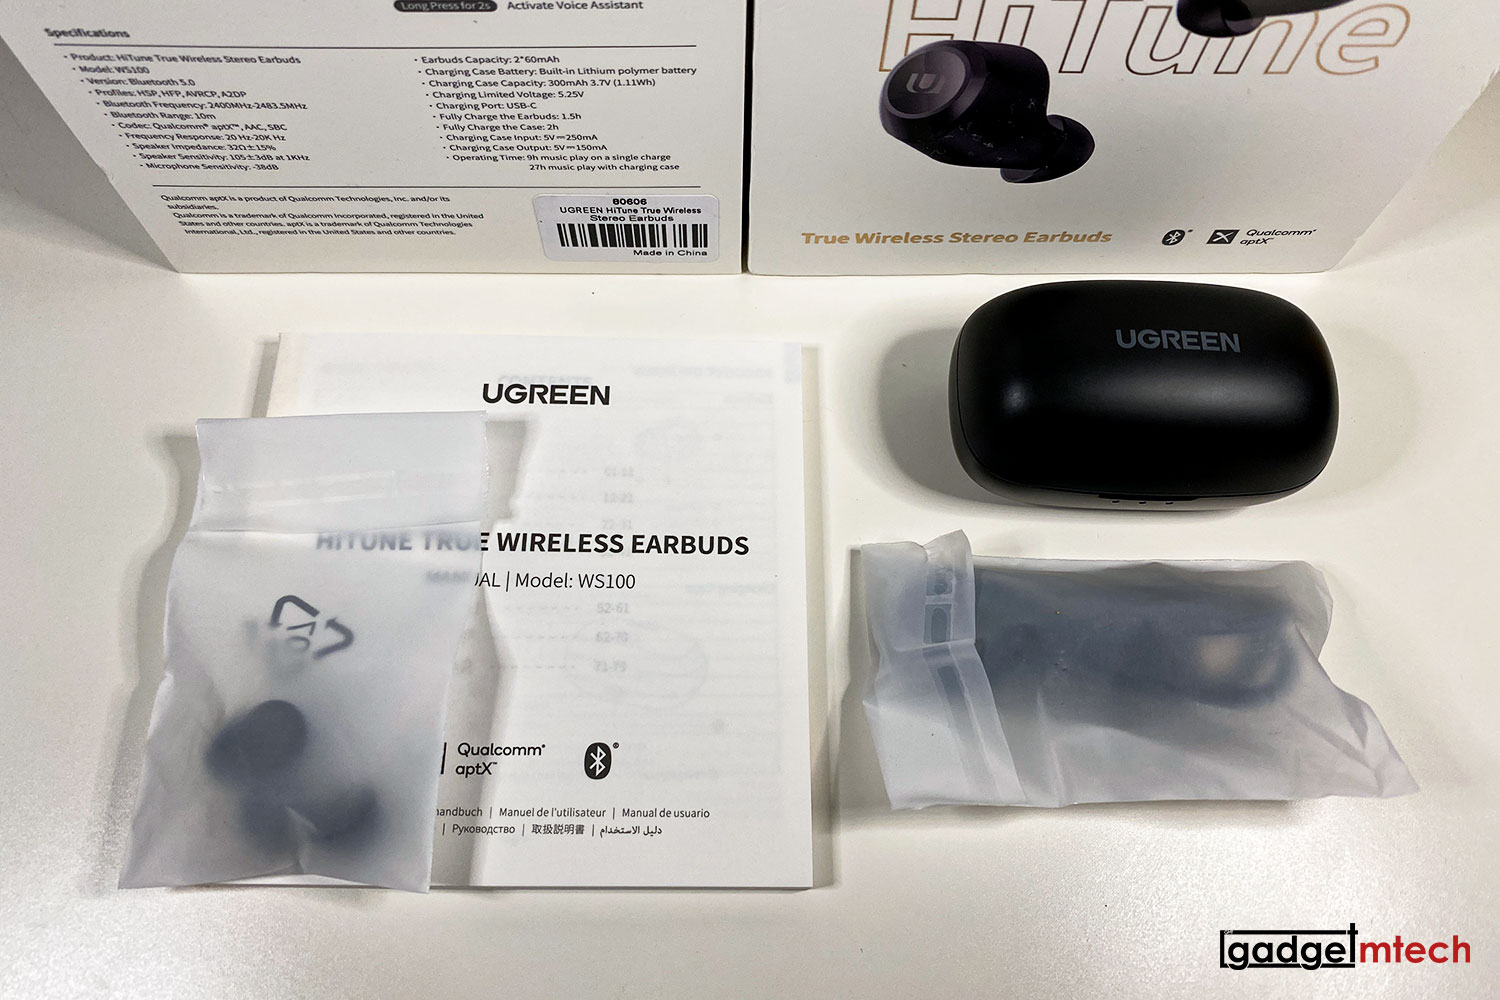 Long Press for 2s Activate Voice Assistant
Specifications
· Product: HiTune True Wireless Stereo Earbuds
· Model: WS100
· Version: Bluetooth 5.0
· Profiles: HSP, HFP, AVRCP, A2DP
· Bluetooth Frequency: 2400MHz-2483.5MHz
· Bluetooth Range: 10m
· Codec: Qualcomm® aptX™, AAC, SBC
· Frequency Response: 20 Hz-20K Hz
· Speaker Impedance: 32Ω±15%
· Speaker Sensitivity: 105±3dB at 1KHz
· Microphone Sensitivity: -38dB
· Earbuds Capacity: 2*60mAh
· Charging Case Battery: Built-in Lithium polymer battery
· Charging Case Capacity: 300mAh 3.7V (1.11Wh)
· Charging Limited Voltage: 5.25V
· Charging Port: USB-C
· Fully Charge the Earbuds: 1.5h
· Fully Charge the Case: 2h
· Charging Case Input: 5V⎓250mA
· Charging Case Output: 5V⎓150mA
· Operating Time: 9h music play on a single charge
27h music play with charging case
Qualcomm aptX is a product of Qualcomm Technologies, Inc. and/or its
subsidiaries.
Qualcomm is a trademark of Qualcomm Incorporated, registered in the United
States and other countries. aptX is a trademark of Qualcomm Technologies
International, Ltd., registered in the United States and other countries.
80606
UGREEN HiTune True Wireless
Stereo Earbuds
Made in China
HiTune
True Wireless Stereo Earbuds
Qualcomm®
aptX™
UGREEN
UGREEN
HITUNE TRUE WIRELESS EARBUDS
UAL | Model: WS100
Qualcomm®
aptX™
handbuch | Manuel de l'utilisateur | Manual de usuario
| Руководство | 取扱説明書 | دليل الاستخدام
gadgetmtech